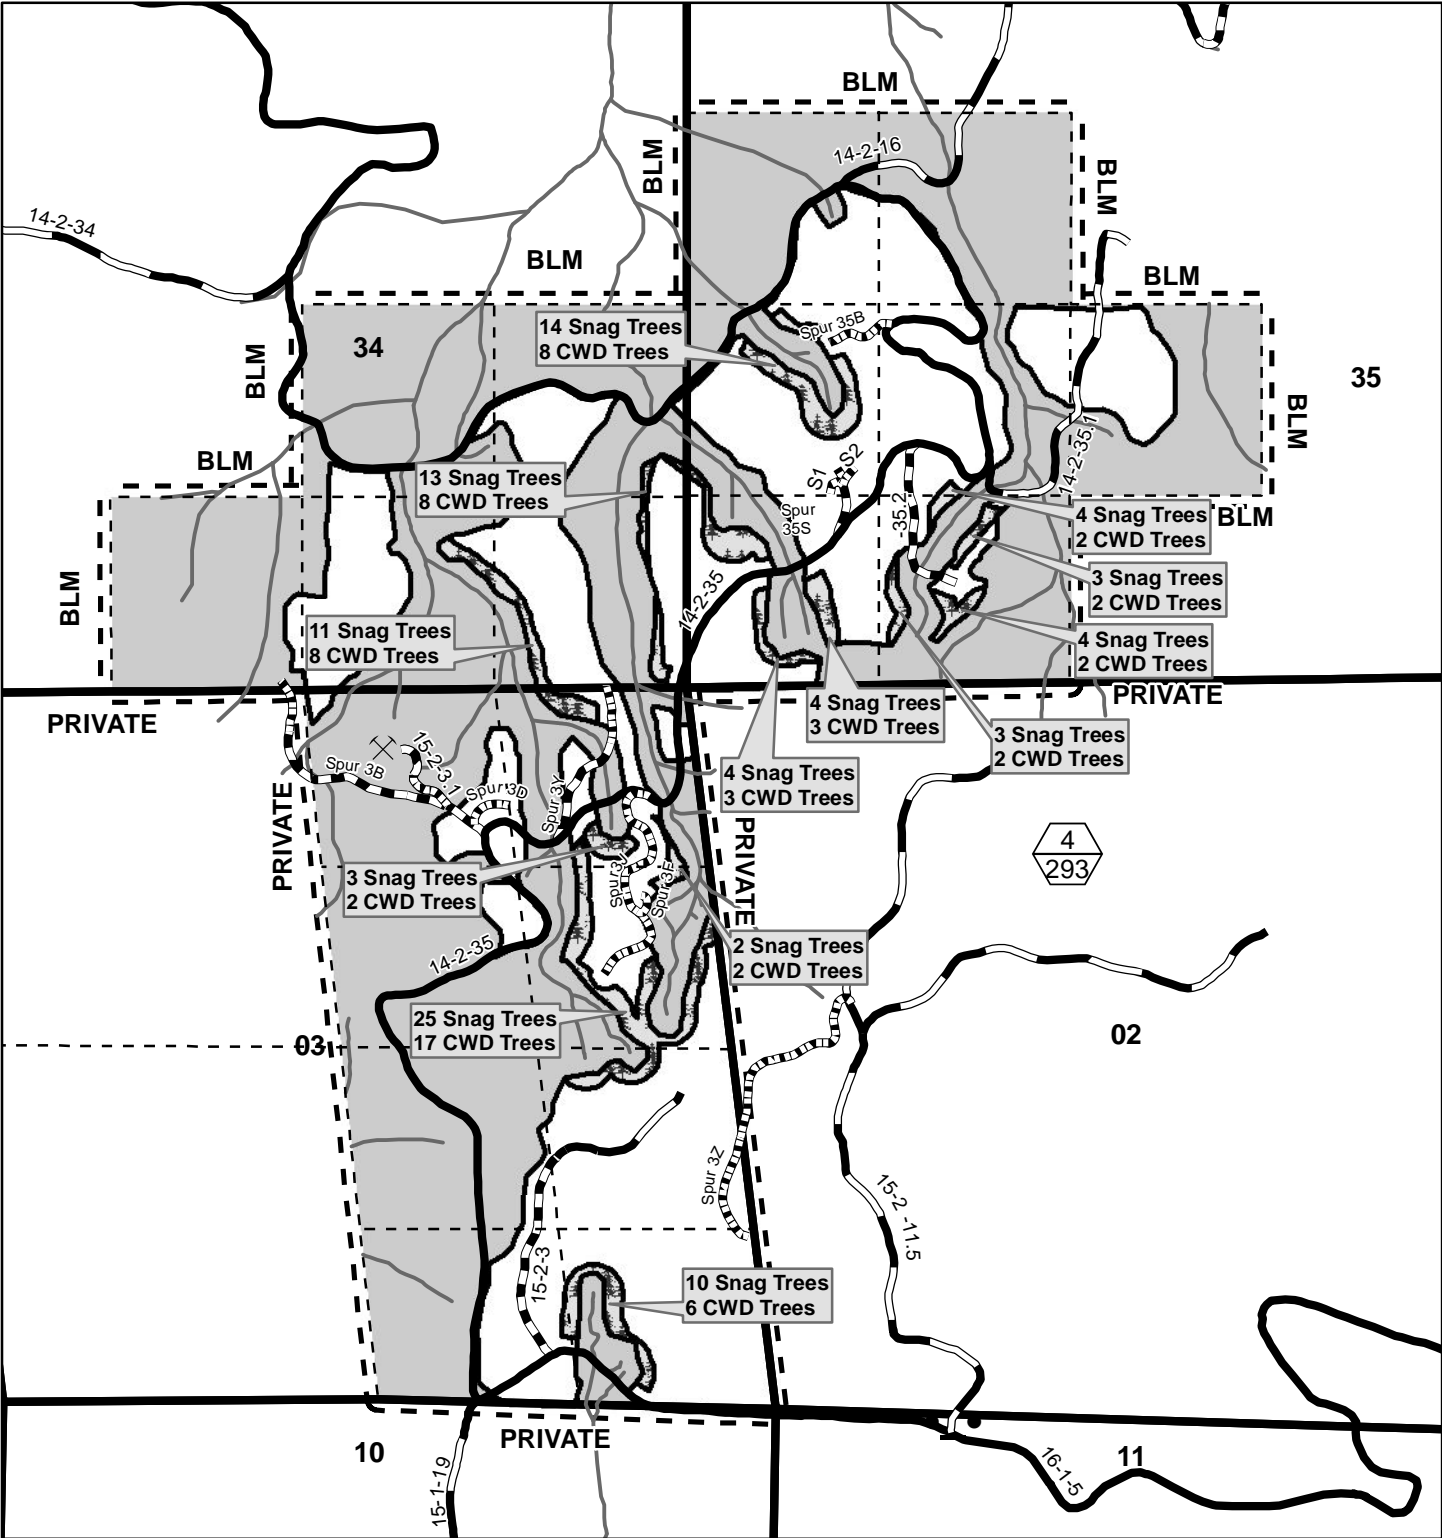 BLM
14-2-16
BLM
BLM
14-2-34
BLM
BLM
14 Snag Trees
8 CWD Trees
Spur 35B
34
BLM
35
BLM
BLM
13 Snag Trees
8 CWD Trees
S1
S2
14-2-35.1
Spur
35S
-35.2
4 Snag Trees
2 CWD Trees
BLM
3 Snag Trees
2 CWD Trees
BLM
14-2-35
11 Snag Trees
8 CWD Trees
4 Snag Trees
2 CWD Trees
PRIVATE
PRIVATE
4 Snag Trees
3 CWD Trees
3 Snag Trees
2 CWD Trees
4 Snag Trees
3 CWD Trees
15-2-3.1
Spur 3B
Spur 3D
Spur 3Y
PRIVATE
PRIVATE
4
293
3 Snag Trees
2 CWD Trees
Spur 3J
Spur 3F
14-2-35
2 Snag Trees
2 CWD Trees
25 Snag Trees
17 CWD Trees
03
02
Spur 3Z
15-2 -11.5
15-2-3
10 Snag Trees
6 CWD Trees
PRIVATE
10
11
15-1-19
16-1-5